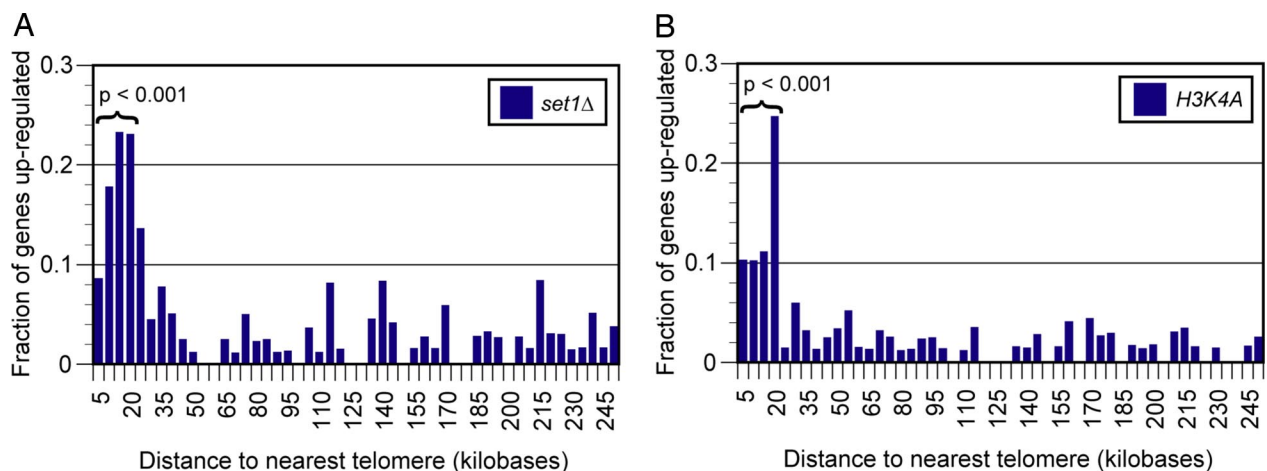 A
Fraction of genes up-regulated
0.3
0.2
0.1
0
p < 0.001
set1Δ
5 20 35 50 65 80 95 110 125 140 155 170 185 200 215 230 245
Distance to nearest telomere (kilobases)
B
Fraction of genes up-regulated
0.3
0.2
0.1
0
p < 0.001
H3K4A
5 20 35 50 65 80 95 110 125 140 155 170 185 200 215 230 245
Distance to nearest telomere (kilobases)